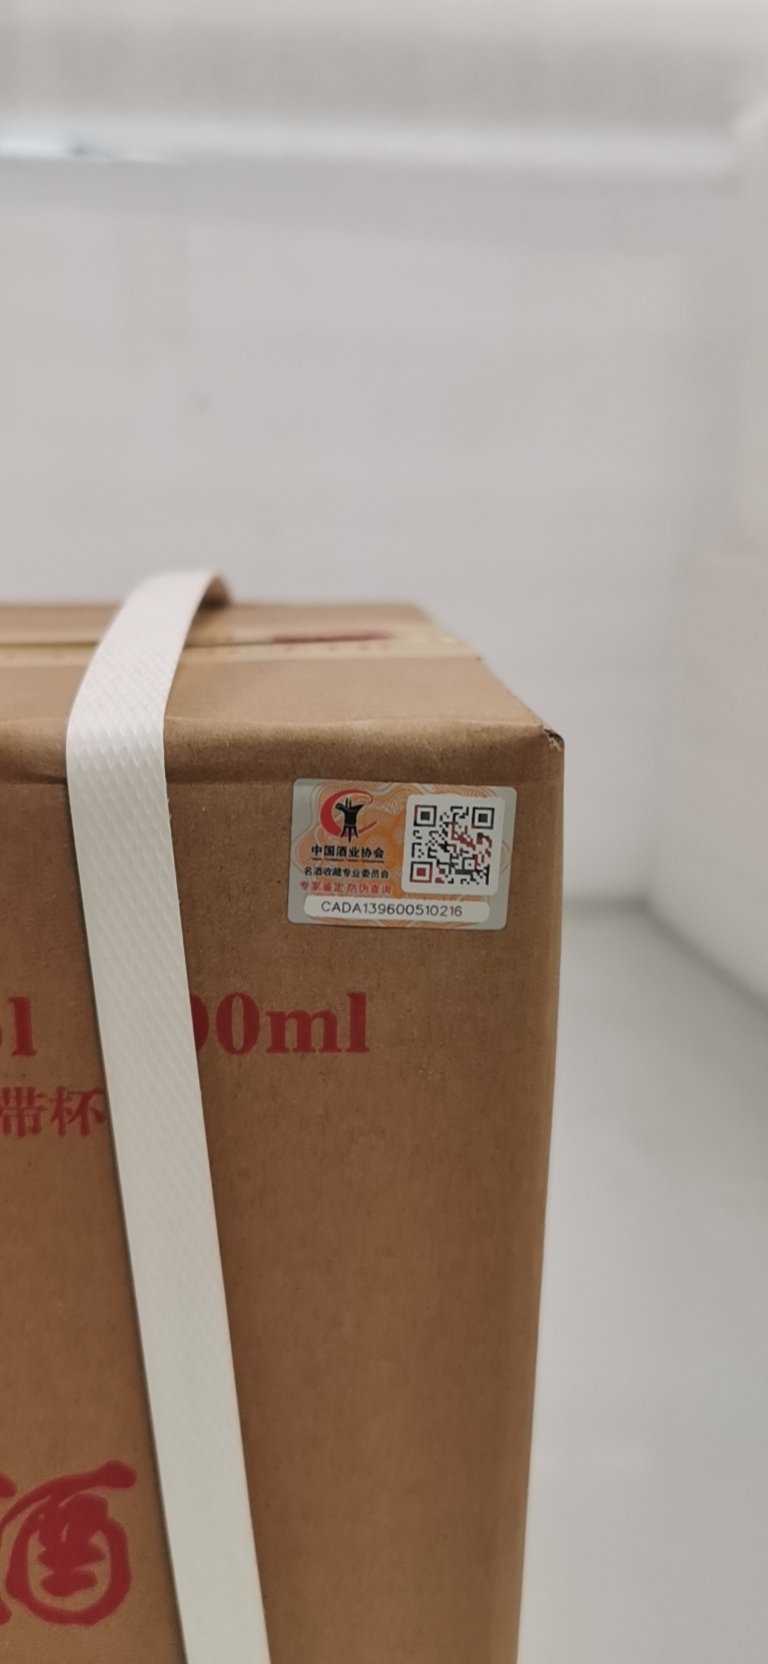 中国酒业协会
名酒收藏专业委员会
专家鉴定 防伪查询
CADA139600510216
00ml
带杯
酒